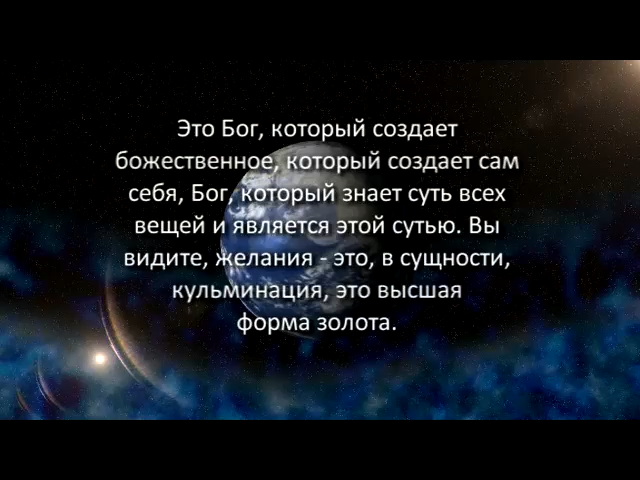 Это Бог, который создает
божественное, который создает сам
себя, Бог, который знает суть всех
вещей и является этой сутью. Вы
видите, желания - это, в сущности,
кульминация, это высшая
форма золота.